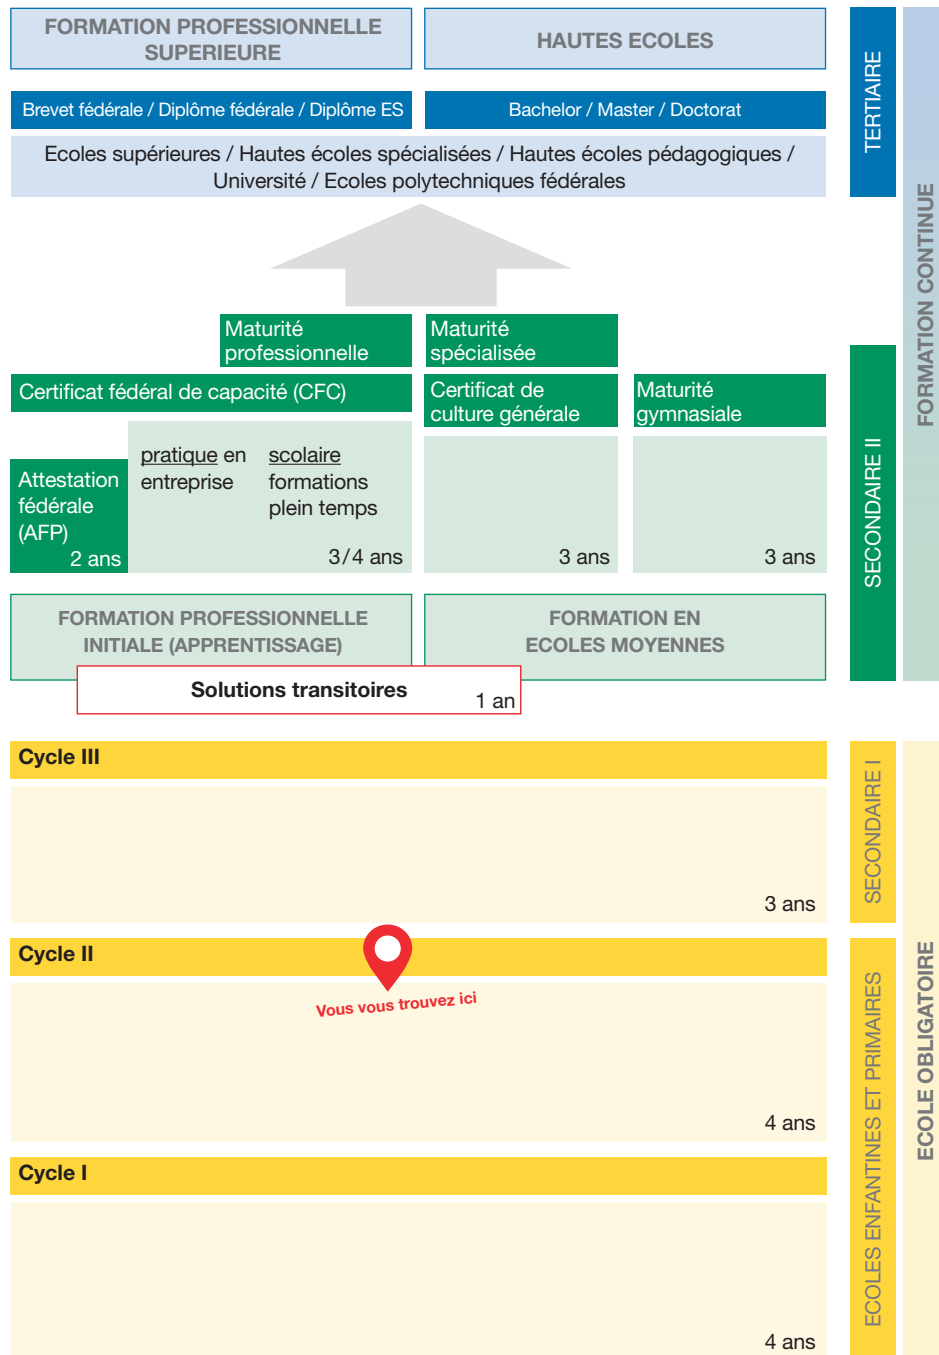 FORMATION PROFESSIONNELLE
SUPERIEURE
HAUTES ECOLES
Brevet fédérale / Diplôme fédérale / Diplôme ES
Bachelor / Master / Doctorat
Ecoles supérieures / Hautes écoles spécialisées / Hautes écoles pédagogiques /
Université / Ecoles polytechniques fédérales
TERTIAIRE
FORMATION CONTINUE
Maturité
professionnelle
Maturité
spécialisée
Certificat fédéral de capacité (CFC)
Certificat de
culture générale
Maturité
gymnasiale
Attestation
fédérale
(AFP)
2 ans
pratique en
entreprise
scolaire
formations
plein temps
3/4 ans
3 ans
3 ans
SECONDAIRE II
FORMATION PROFESSIONNELLE
INITIALE (APPRENTISSAGE)
FORMATION EN
ECOLES MOYENNES
Solutions transitoires
1 an
Cycle III
3 ans
SECONDAIRE I
Cycle II
Vous vous trouvez ici
4 ans
Cycle I
4 ans
ECOLES ENFANTINES ET PRIMAIRES
ECOLE OBLIGATOIRE